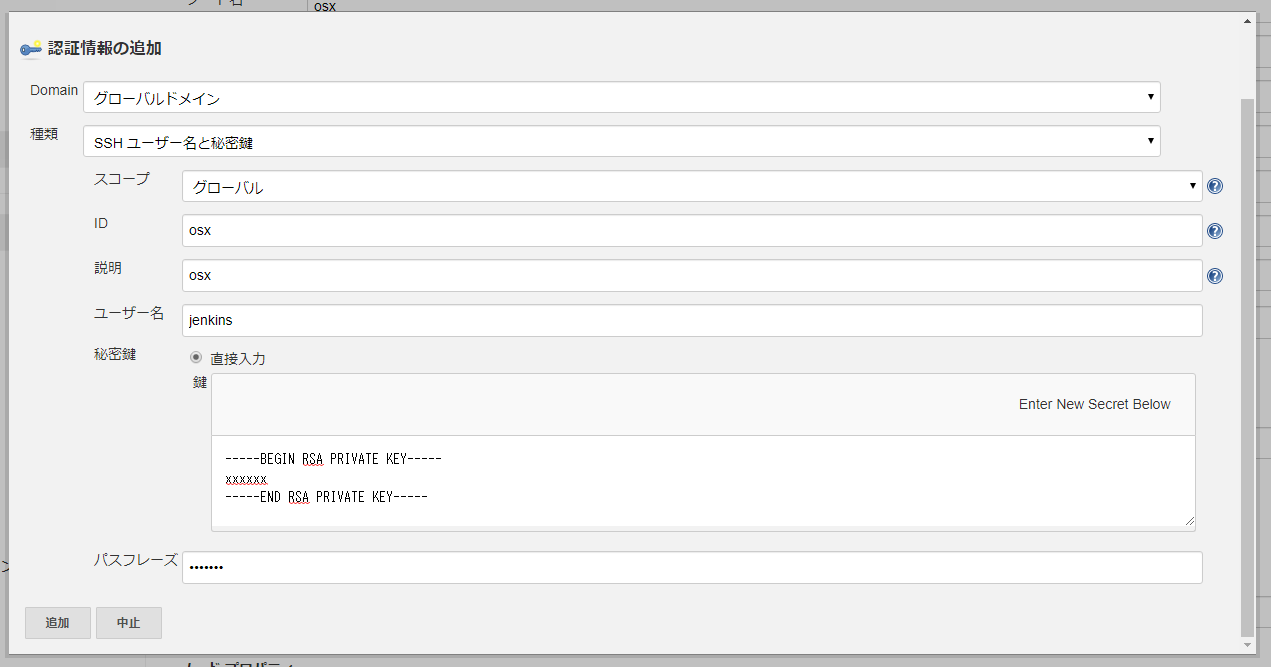 osx
認証情報の追加
Domain グローバルドメイン
種類 SSH ユーザー名と秘密鍵
スコープ グローバル
ID osx
説明 osx
ユーザー名 jenkins
秘密鍵 直接入力
鍵
Enter New Secret Below
-----BEGIN RSA PRIVATE KEY-----
xxxxxx
-----END RSA PRIVATE KEY-----
パスフレーズ •••••••
追加 中止